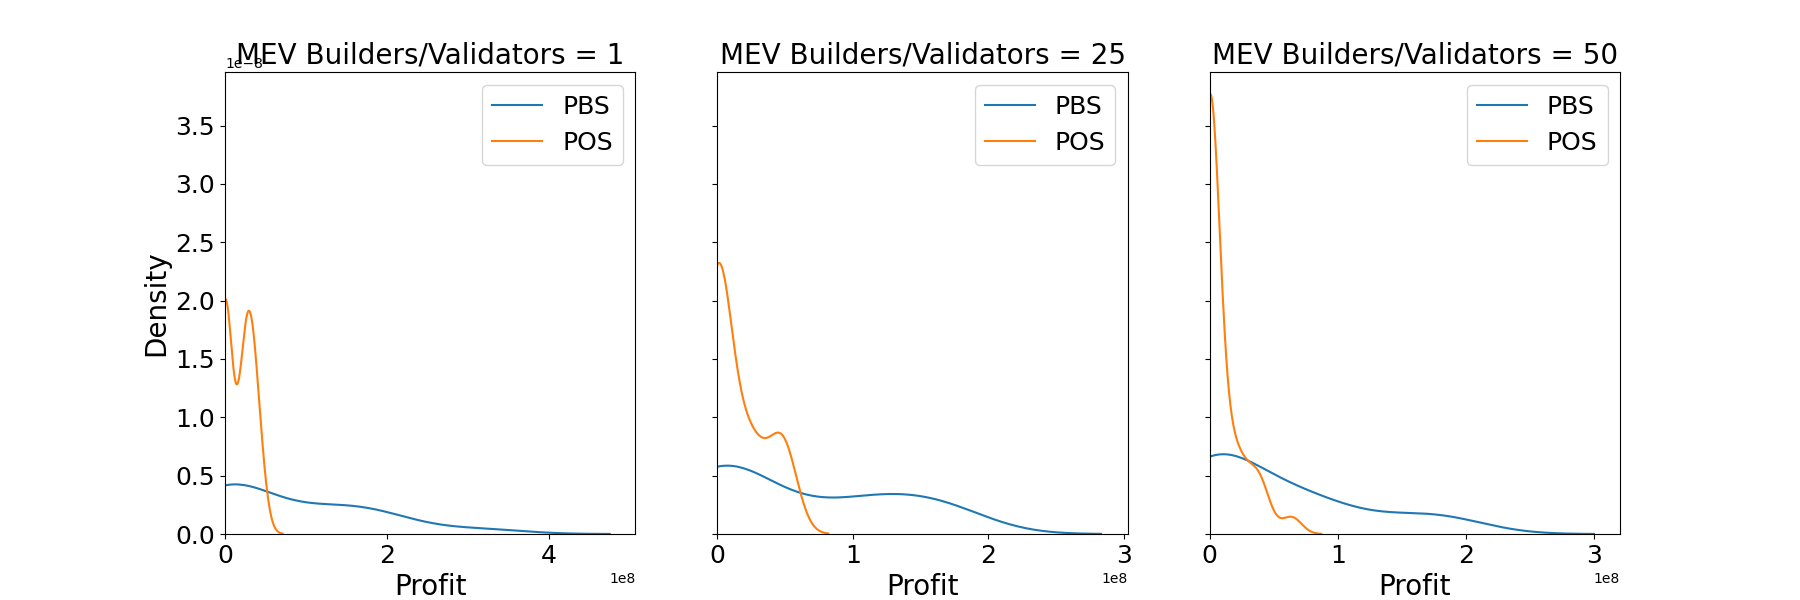 MEV Builders/Validators = 1
1e−8
PBS
POS
3.5
3.0
2.5
2.0
1.5
1.0
0.5
0.0
Density
0 2 4
1e8
Profit
MEV Builders/Validators = 25
PBS
POS
0 1 2 3
1e8
Profit
MEV Builders/Validators = 50
PBS
POS
0 1 2 3
1e8
Profit